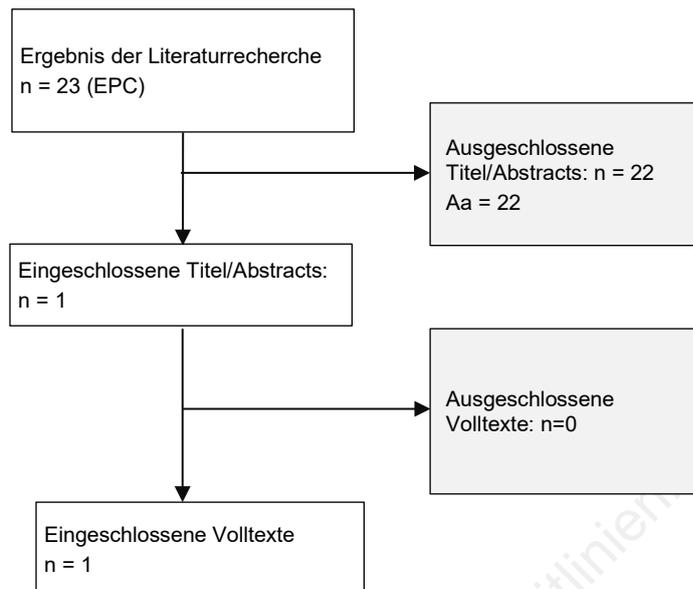 Ergebnis der Literaturrecherche
n = 23 (EPC)
Ausgeschlossene
Titel/Abstracts: n = 22
Aa = 22
Eingeschlossene Titel/Abstracts:
n = 1
Ausgeschlossene
Volltexte: n=0
Eingeschlossene Volltexte
n = 1